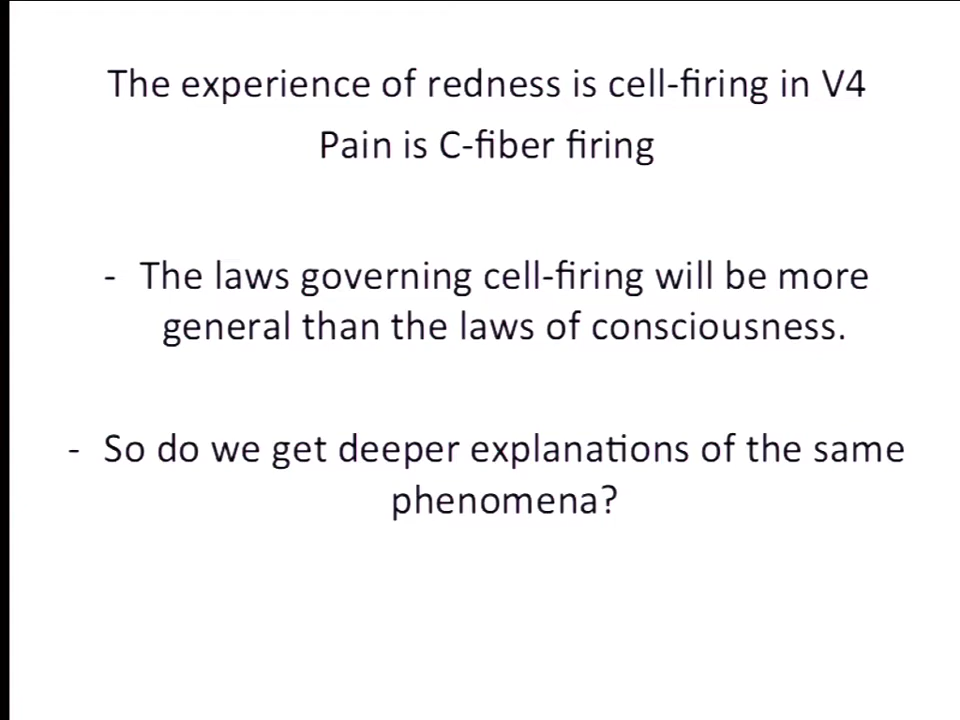 The experience of redness is cell-firing in V4
Pain is C-fiber firing
- The laws governing cell-firing will be more
general than the laws of consciousness.
- So do we get deeper explanations of the same
phenomena?